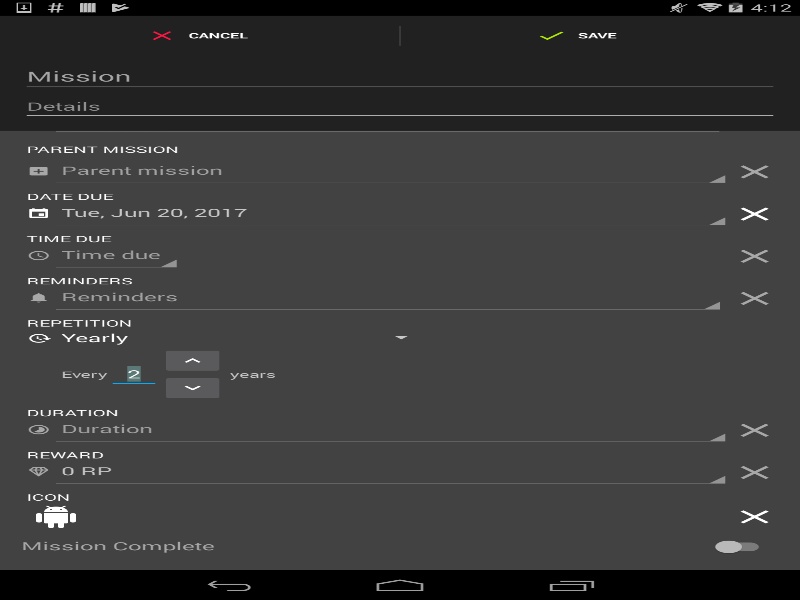 4:12
CANCEL
SAVE
Mission
Details
PARENT MISSION
Parent mission
DATE DUE
Tue, Jun 20, 2017
TIME DUE
Time due
REMINDERS
Reminders
REPETITION
Yearly
Every 2 years
DURATION
Duration
REWARD
0 RP
ICON
Mission Complete